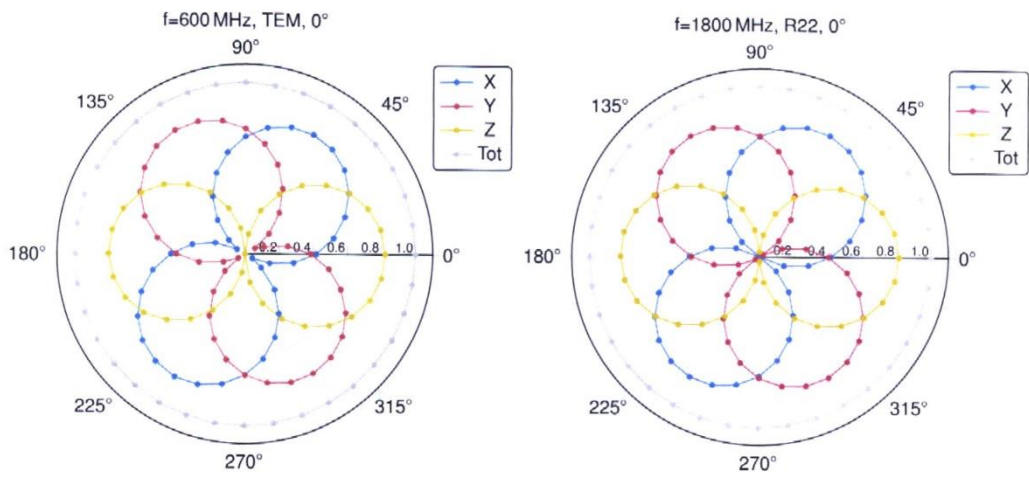 f=600 MHz, TEM, 0°
90°
135°
45°
X
Y
Z
Tot
180°
0.2 0.4 0.6 0.8 1.0
0°
225°
315°
270°
f=1800 MHz, R22, 0°
90°
135°
45°
X
Y
Z
Tot
180°
0.2 0.4 0.6 0.8 1.0
0°
225°
315°
270°